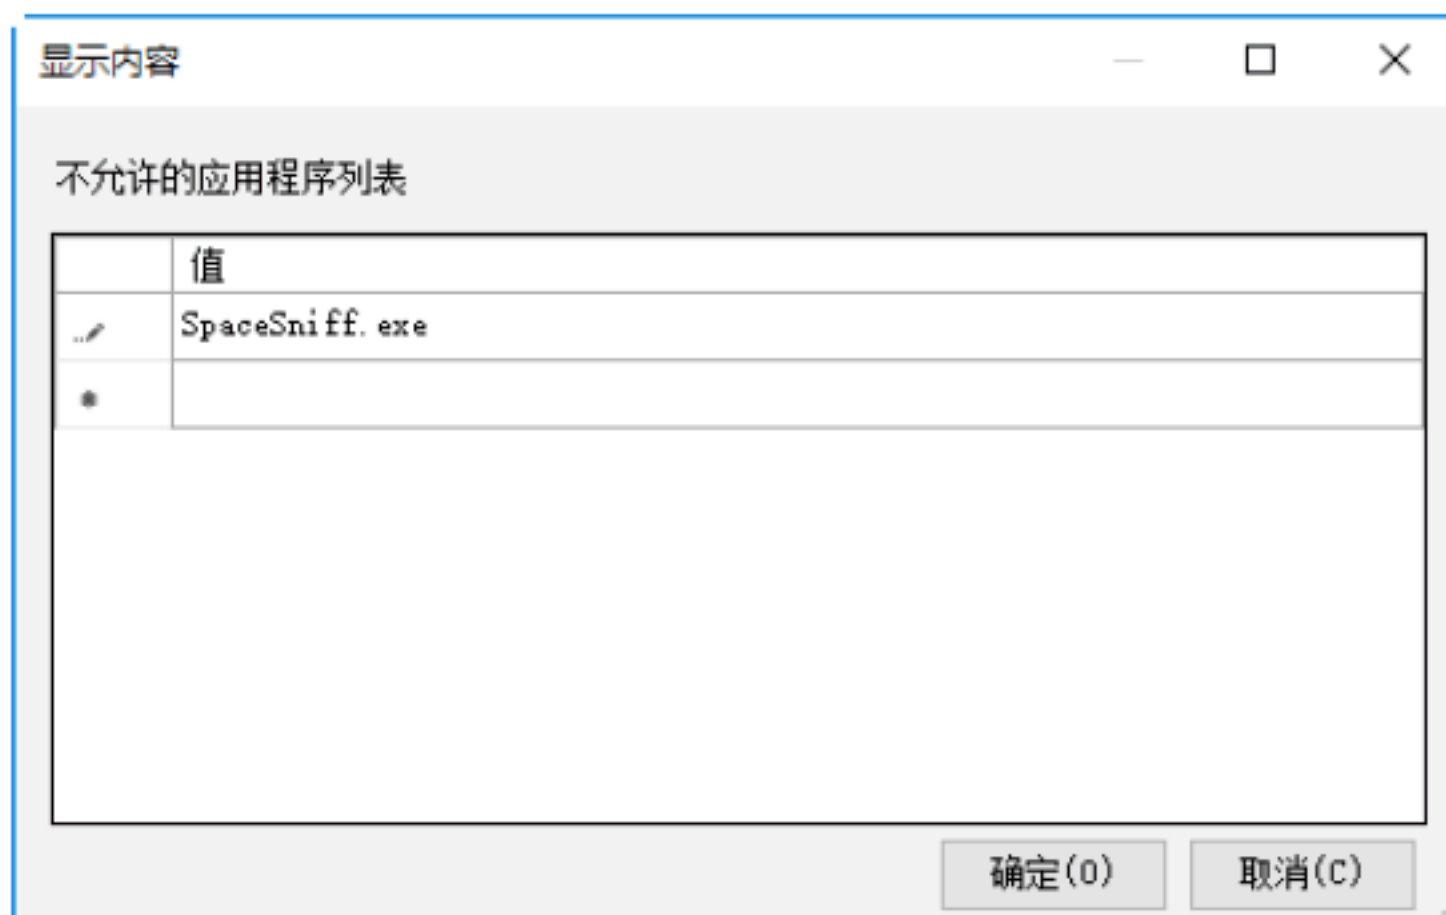 显示内容
不允许的应用程序列表
值
SpaceSniff.exe
确定(O)
取消(C)